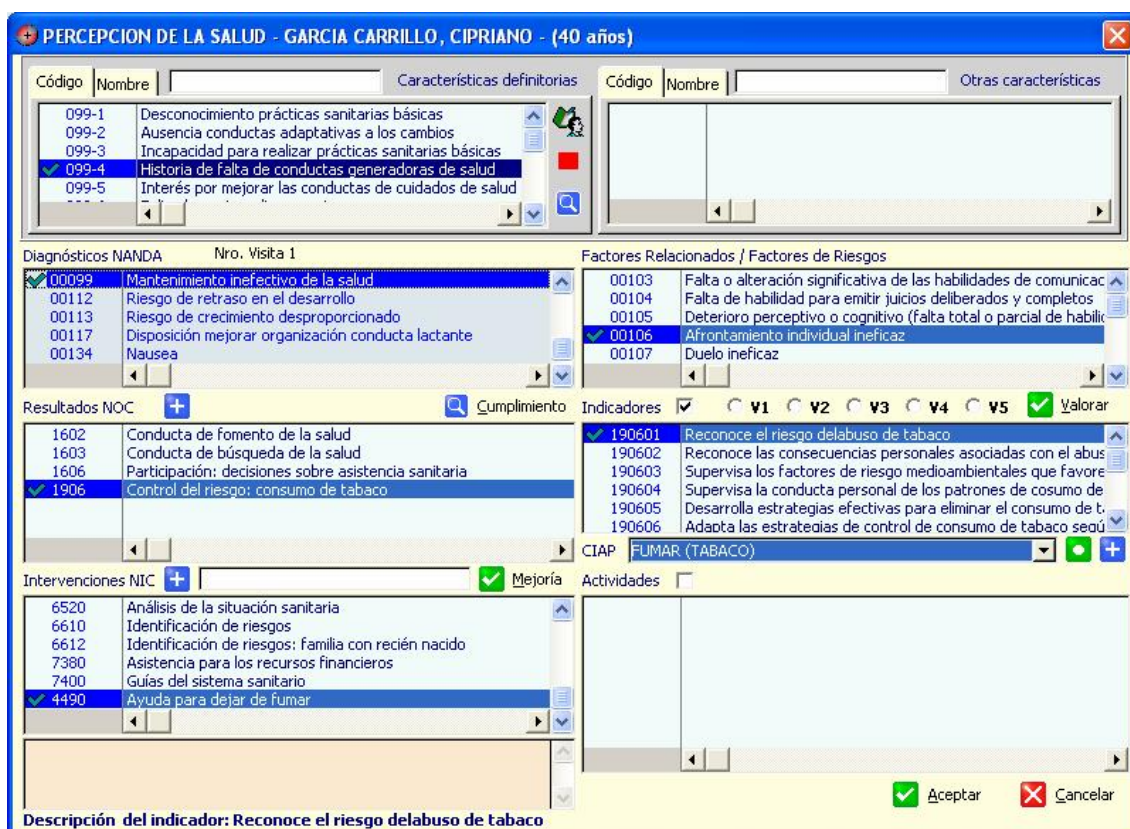 PERCEPCION DE LA SALUD - GARCIA CARRILLO, CIPRIANO - (40 años)
Código Nombre Características definitorias
099-1 Desconocimiento prácticas sanitarias básicas
099-2 Ausencia conductas adaptativas a los cambios
099-3 Incapacidad para realizar prácticas sanitarias básicas
099-4 Historia de falta de conductas generadoras de salud
099-5 Interés por mejorar las conductas de cuidados de salud
Código Nombre Otras características
Diagnósticos NANDA Nro. Visita 1
00099 Mantenimiento inefectivo de la salud
00112 Riesgo de retraso en el desarrollo
00113 Riesgo de crecimiento desproporcionado
00117 Disposición mejorar organización conducta lactante
00134 Nausea
Factores Relacionados / Factores de Riesgos
00103 Falta o alteración significativa de las habilidades de comunicac
00104 Falta de habilidad para emitir juicios deliberados y completos
00105 Deterioro perceptivo o cognitivo (falta total o parcial de habilic
00106 Afrontamiento individual ineficaz
00107 Duelo ineficaz
Resultados NOC Cumplimiento
1602 Conducta de fomento de la salud
1603 Conducta de búsqueda de la salud
1606 Participación: decisiones sobre asistencia sanitaria
1906 Control del riesgo: consumo de tabaco
Indicadores V1 V2 V3 V4 V5 Valorar
190601 Reconoce el riesgo delabuso de tabaco
190602 Reconoce las consecuencias personales asociadas con el abus
190603 Supervisa los factores de riesgo medioambientales que favore
190604 Supervisa la conducta personal de los patrones de cosumo de
190605 Desarrolla estrategias efectivas para eliminar el consumo de t
190606 Adapta las estrategias de control de consumo de tabaco segú
CIAP FUMAR (TABACO)
Intervenciones NIC Mejoría
6520 Análisis de la situación sanitaria
6610 Identificación de riesgos
6612 Identificación de riesgos: familia con recién nacido
7380 Asistencia para los recursos financieros
7400 Guías del sistema sanitario
4490 Ayuda para dejar de fumar
Actividades
Aceptar Cancelar
Descripción del indicador: Reconoce el riesgo delabuso de tabaco